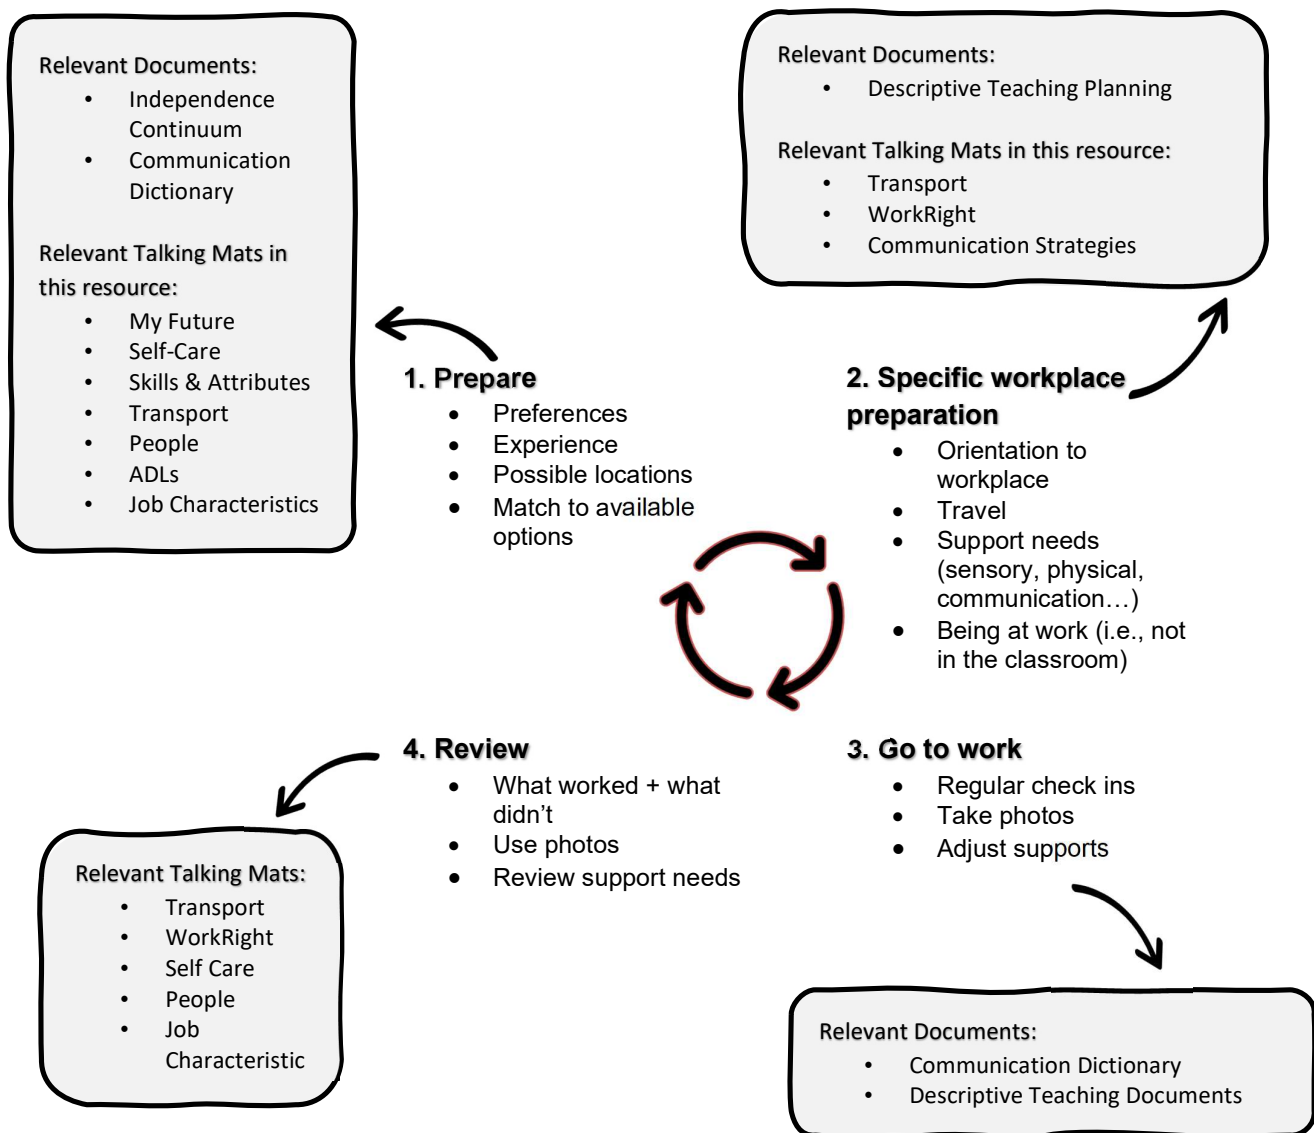 Relevant Documents:
• Independence
Continuum
• Communication
Dictionary
Relevant Talking Mats in
this resource:
• My Future
• Self-Care
• Skills & Attributes
• Transport
• People
• ADLs
• Job Characteristics
Relevant Documents:
• Descriptive Teaching Planning
Relevant Talking Mats in this resource:
• Transport
• WorkRight
• Communication Strategies
1. Prepare
• Preferences
• Experience
• Possible locations
• Match to available
options
2. Specific workplace
preparation
• Orientation to
workplace
• Travel
• Support needs
(sensory, physical,
communication…)
• Being at work (i.e., not
in the classroom)
3. Go to work
• Regular check ins
• Take photos
• Adjust supports
Relevant Documents:
• Communication Dictionary
• Descriptive Teaching Documents
4. Review
• What worked + what
didn’t
• Use photos
• Review support needs
Relevant Talking Mats:
• Transport
• WorkRight
• Self Care
• People
• Job
Characteristic